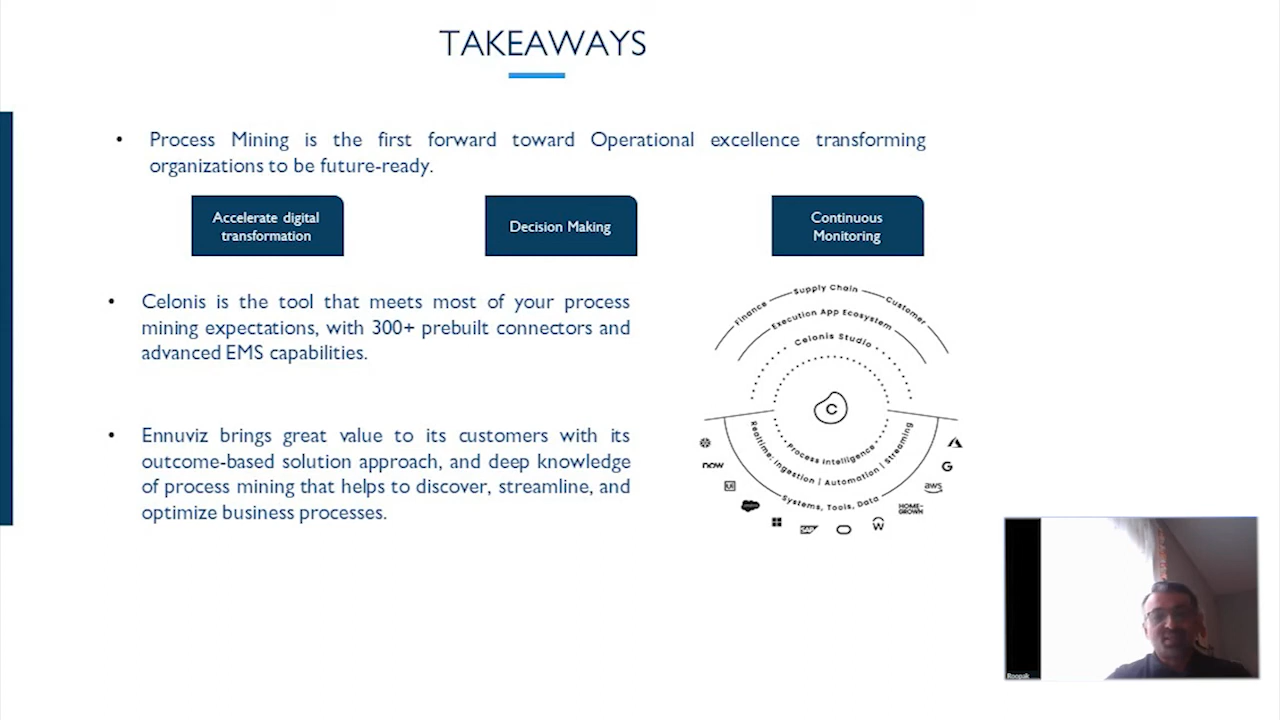 TAKEAWAYS
• Process Mining is the first forward toward Operational excellence transforming
organizations to be future-ready.
Accelerate digital
transformation
Decision Making
Continuous
Monitoring
• Celonis is the tool that meets most of your process
mining expectations, with 300+ prebuilt connectors and
advanced EMS capabilities.
• Ennuviz brings great value to its customers with its
outcome-based solution approach, and deep knowledge
of process mining that helps to discover, streamline, and
optimize business processes.
Finance
Supply Chain
Customer
Execution App Ecosystem
Celonis Studio
C
Process Intelligence
Realtime: Ingestion | Automation | Streaming
Systems, Tools, Data
now
UI
SAP
W
HOME-
GROWN
aws
G
Roopak